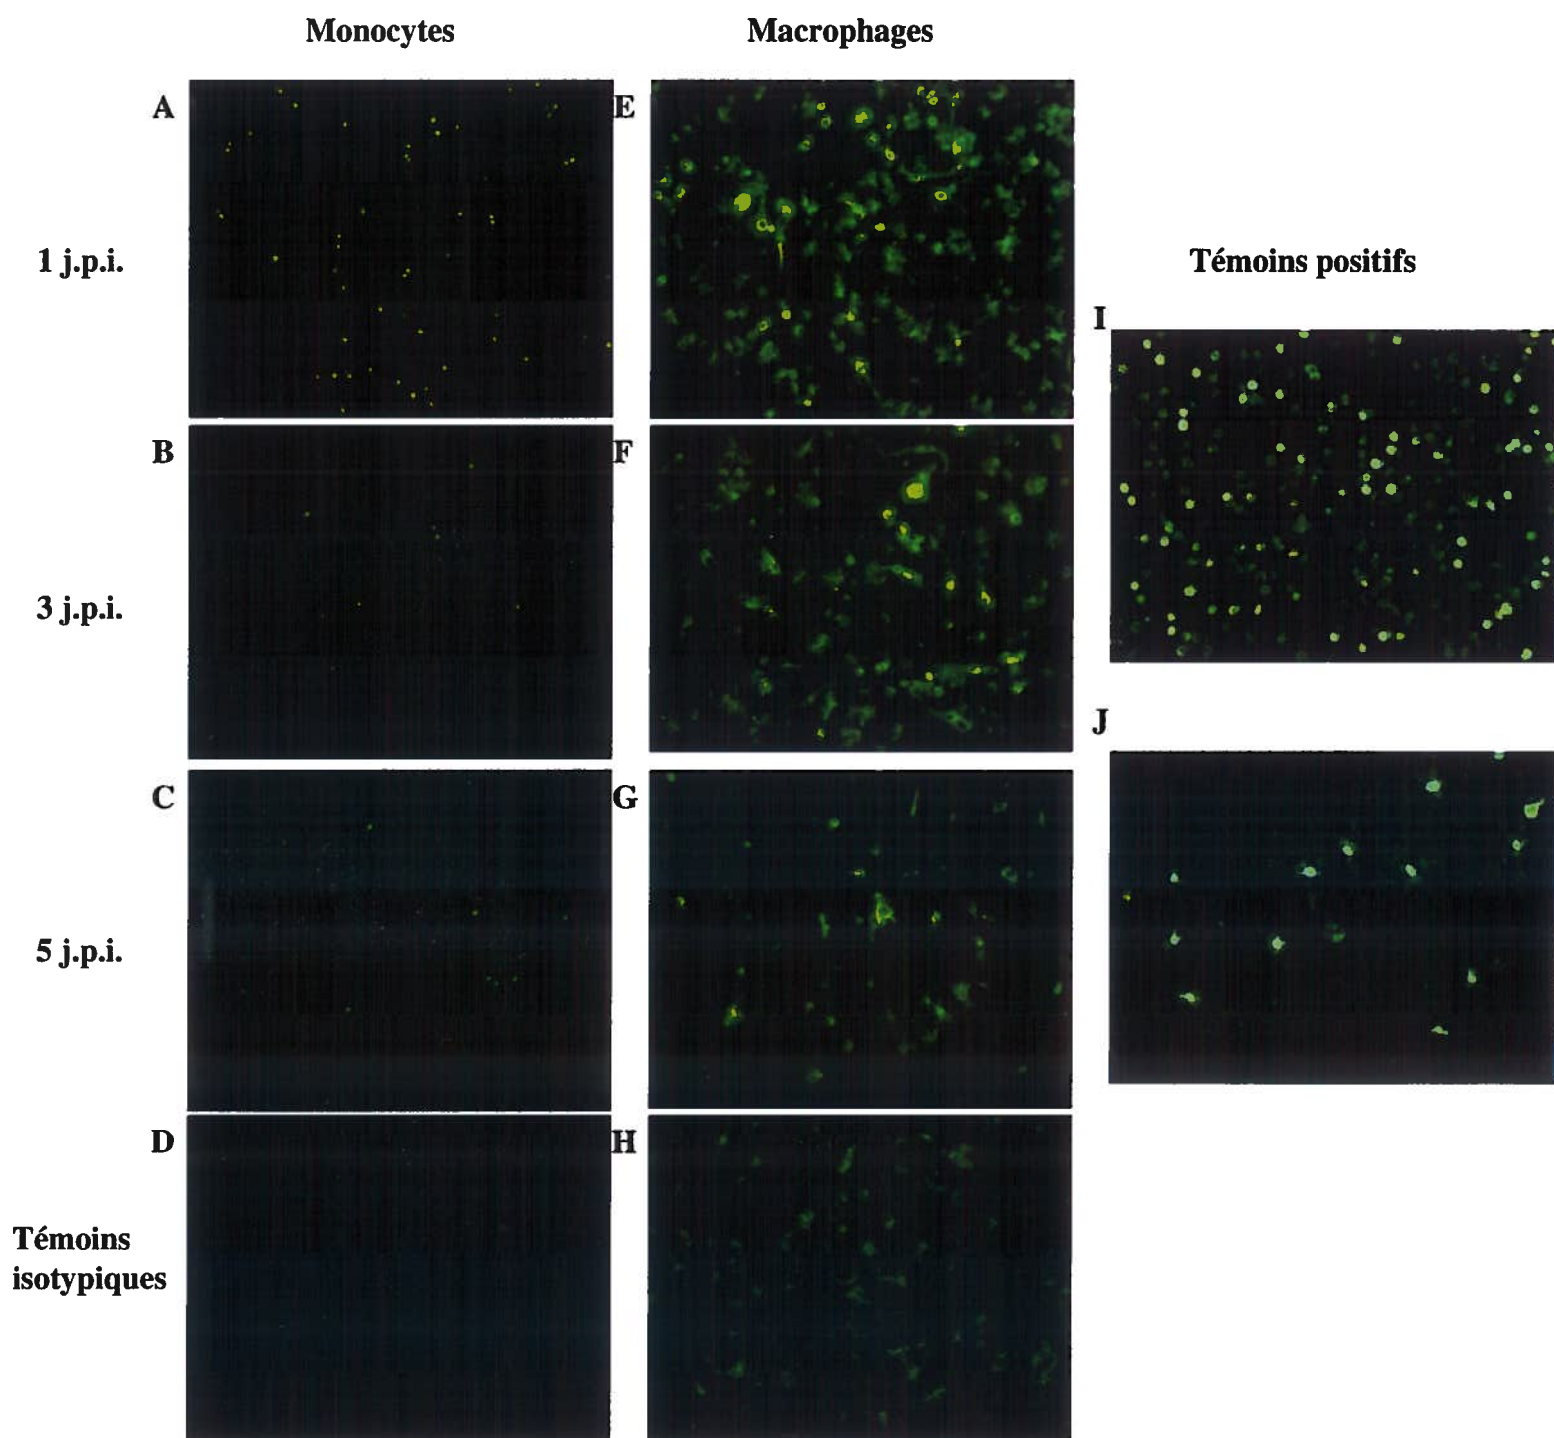 Monocytes
Macrophages
A
E
1 j.p.i.
Témoins positifs
I
B
F
3 j.p.i.
J
C
G
5 j.p.i.
D
H
Témoins
isotypiques